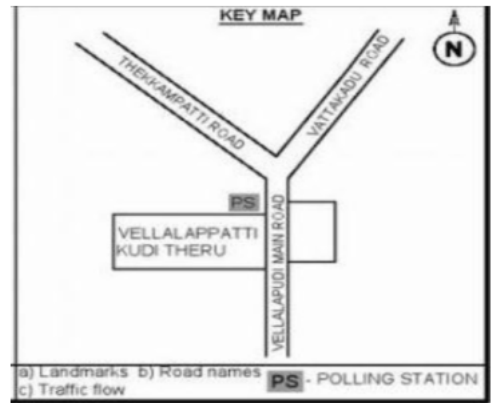 KEY MAP
N
THEKKAMPATTI ROAD
VATTAKADU ROAD
PS
VELLALAPPATTI
KUDI THERU
VELLALAPUDI MAIN ROAD
a) Landmarks b) Road names
c) Traffic flow
PS - POLLING STATION